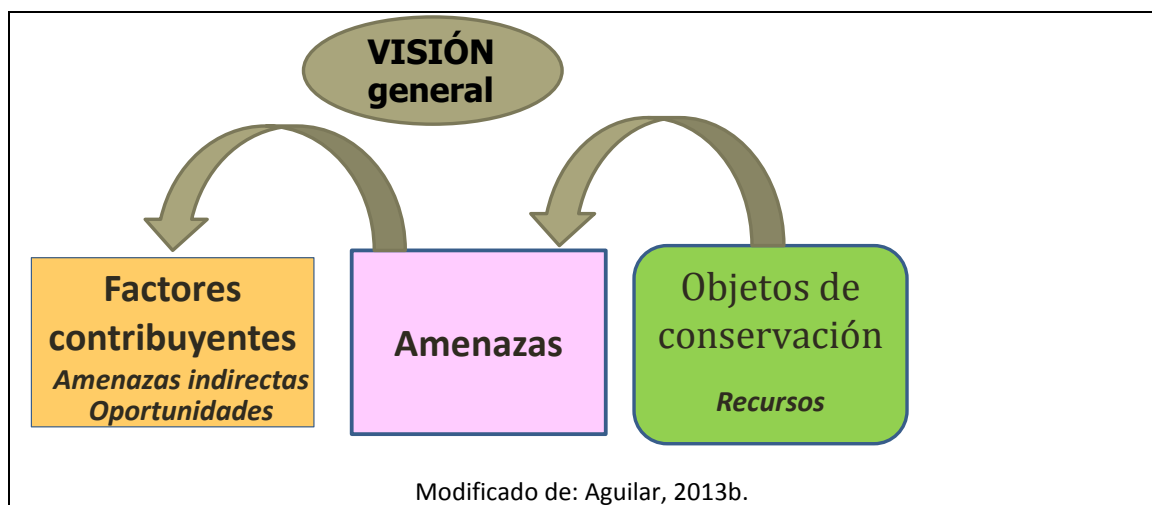 VISIÓN
general
Factores
contribuyentes
Amenazas indirectas
Oportunidades
Amenazas
Objetos de
conservación
Recursos
Modificado de: Aguilar, 2013b.